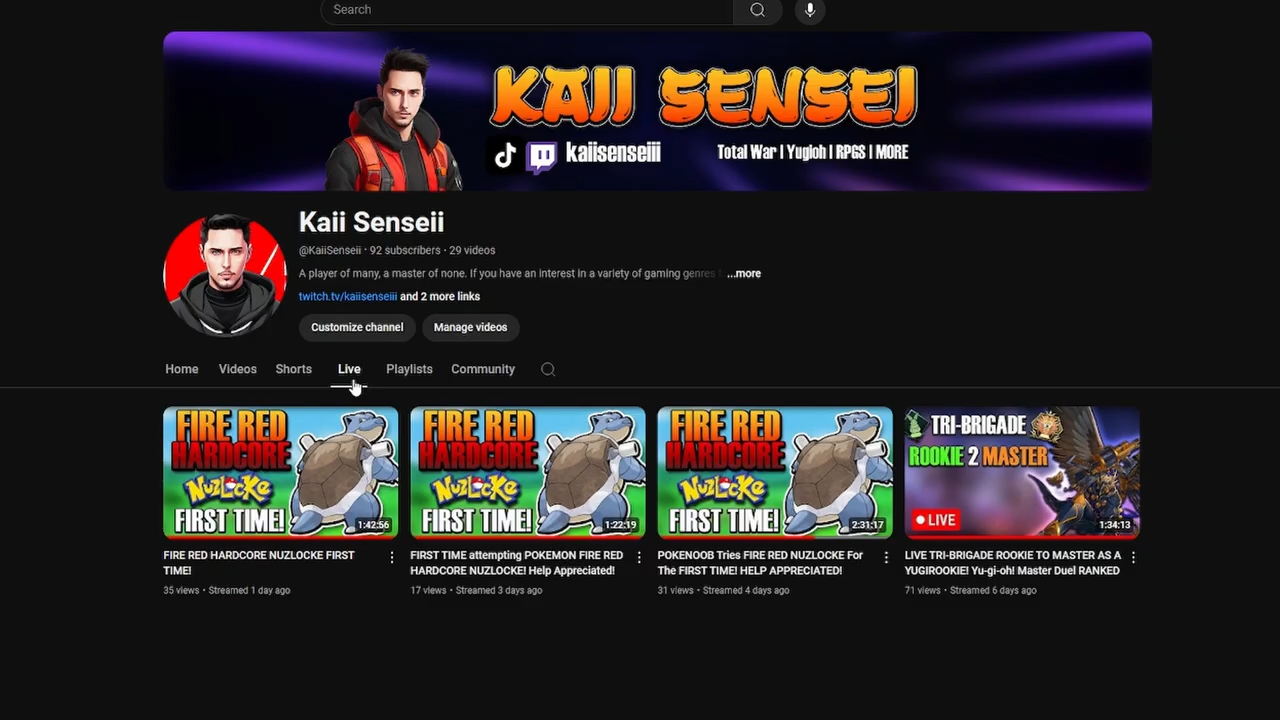 Search
KAII SENSEI
kaiisenseiii
Total War | Yugioh | RPGS | MORE
Kaii Senseii
@KaiiSenseii · 92 subscribers · 29 videos
A player of many, a master of none. If you have an interest in a variety of gaming genres ...more
twitch.tv/kaiisenseiii and 2 more links
Customize channel Manage videos
Home Videos Shorts Live Playlists Community
FIRE RED
HARDCORE
NUZLOCKE
FIRST TIME!
1:42:56
FIRE RED
HARDCORE
NUZLOCKE
FIRST TIME!
1:22:19
FIRE RED
HARDCORE
NUZLOCKE
FIRST TIME!
2:31:17
TRI-BRIGADE
ROOKIE 2 MASTER
LIVE
1:34:13
FIRE RED HARDCORE NUZLOCKE FIRST
TIME!
35 views · Streamed 1 day ago
FIRST TIME attempting POKEMON FIRE RED
HARDCORE NUZLOCKE! Help Appreciated!
17 views · Streamed 3 days ago
POKENOOB Tries FIRE RED NUZLOCKE For
The FIRST TIME! HELP APPRECIATED!
31 views · Streamed 4 days ago
LIVE TRI-BRIGADE ROOKIE TO MASTER AS A
YUGIROOKIE! Yu-gi-oh! Master Duel RANKED
71 views · Streamed 6 days ago